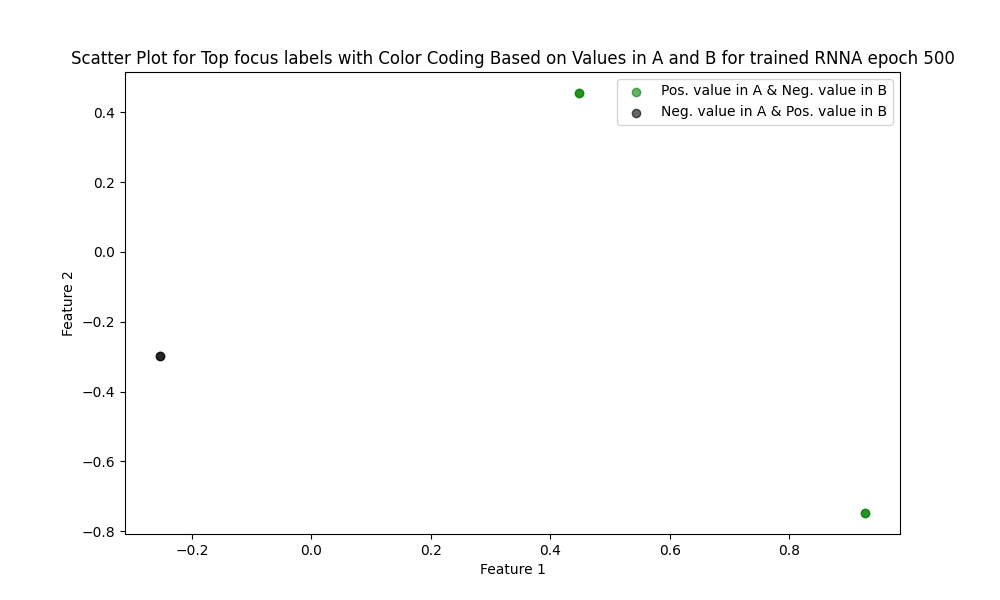 Scatter Plot for Top focus labels with Color Coding Based on Values in A and B for trained RNNA epoch 500
Pos. value in A & Neg. value in B
Neg. value in A & Pos. value in B
0.4
0.2
0.0
−0.2
−0.4
−0.6
−0.8
Feature 2
−0.2
0.0
0.2
0.4
0.6
0.8
Feature 1